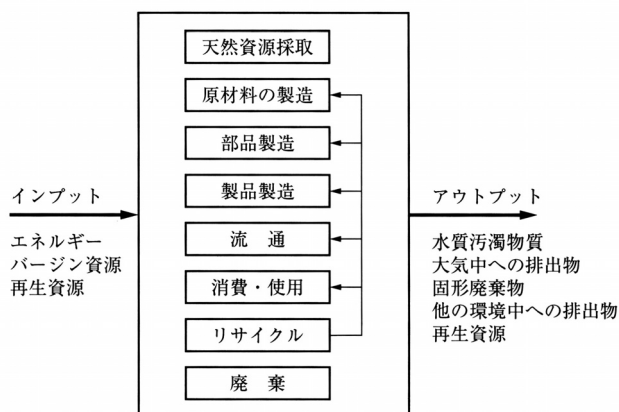 天然資源採取
原材料の製造
部品製造
製品製造
流　通
消費・使用
リサイクル
廃　棄
インプット
エネルギー
バージン資源
再生資源
アウトプット
水質汚濁物質
大気中への排出物
固形廃棄物
他の環境中への排出物
再生資源